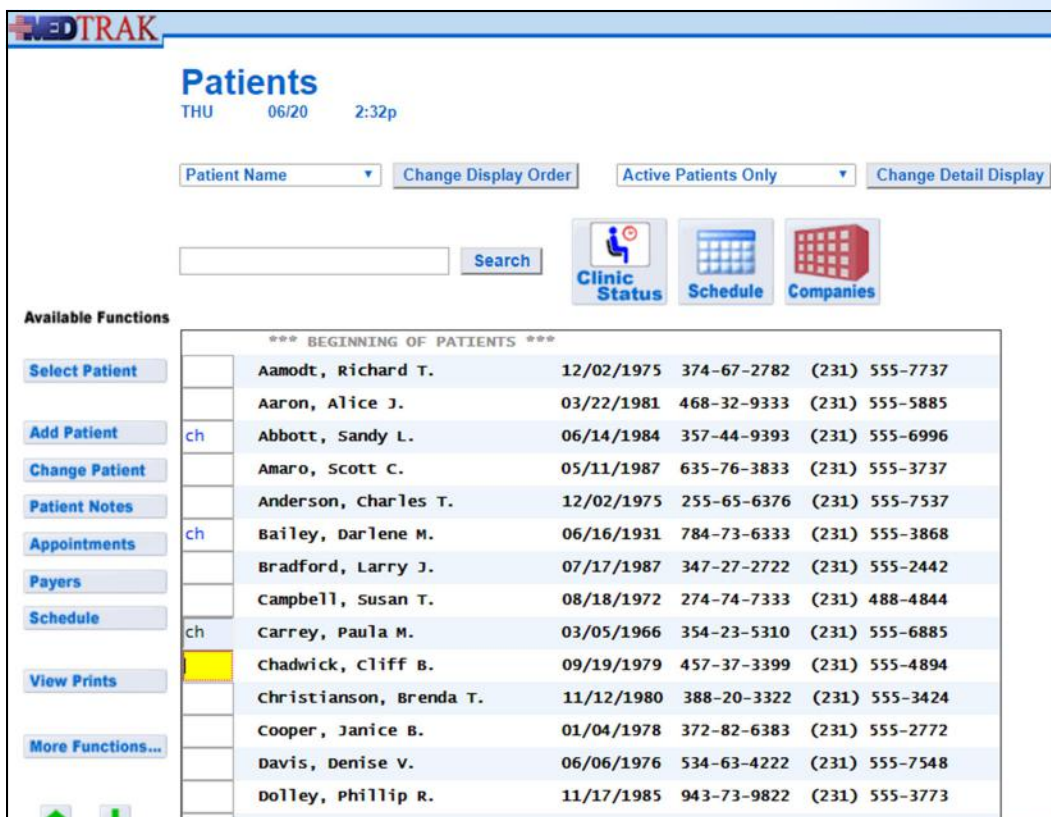 MEDTRAK
Patients
THU 06/20 2:32p
Patient Name Change Display Order Active Patients Only Change Detail Display
Search Clinic Status Schedule Companies
Available Functions
*** BEGINNING OF PATIENTS ***
Select Patient Aamodt, Richard T. 12/02/1975 374-67-2782 (231) 555-7737
Aaron, Alice J. 03/22/1981 468-32-9333 (231) 555-5885
Add Patient ch Abbott, Sandy L. 06/14/1984 357-44-9393 (231) 555-6996
Change Patient Amaro, Scott C. 05/11/1987 635-76-3833 (231) 555-3737
Patient Notes Anderson, Charles T. 12/02/1975 255-65-6376 (231) 555-7537
Appointments ch Bailey, Darlene M. 06/16/1931 784-73-6333 (231) 555-3868
Payers Bradford, Larry J. 07/17/1987 347-27-2722 (231) 555-2442
Campbell, Susan T. 08/18/1972 274-74-7333 (231) 488-4844
Schedule ch Carrey, Paula M. 03/05/1966 354-23-5310 (231) 555-6885
Chadwick, Cliff B. 09/19/1979 457-37-3399 (231) 555-4894
View Prints Christianson, Brenda T. 11/12/1980 388-20-3322 (231) 555-3424
Cooper, Janice B. 01/04/1978 372-82-6383 (231) 555-2772
More Functions... Davis, Denise V. 06/06/1976 534-63-4222 (231) 555-7548
Dolley, Phillip R. 11/17/1985 943-73-9822 (231) 555-3773